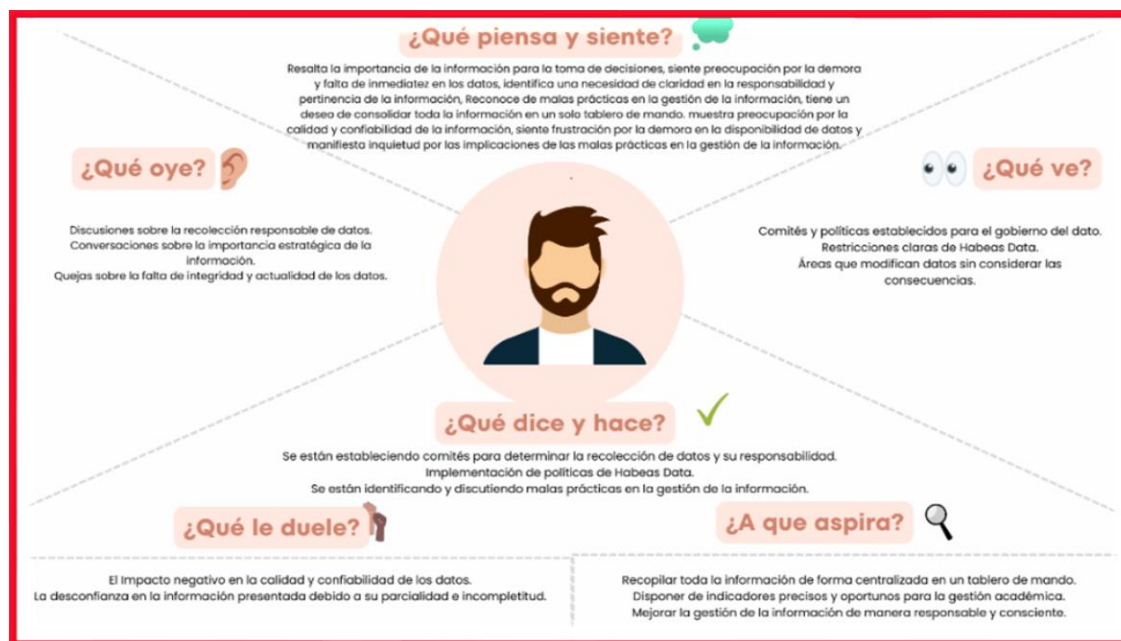 ¿Qué piensa y siente?
Resalta la importancia de la información para la toma de decisiones, siente preocupación por la demora
y falta de inmediatez en los datos, identifica una necesidad de claridad en la responsabilidad y
pertinencia de la información, Reconoce de malas prácticas en la gestión de la información, tiene un
deseo de consolidar toda la información en un solo tablero de mando. muestra preocupación por la
calidad y confiabilidad de la información, siente frustración por la demora en la disponibilidad de datos y
manifiesta inquietud por las implicaciones de las malas prácticas en la gestión de la información.
¿Qué oye?
Discusiones sobre la recolección responsable de datos.
Conversaciones sobre la importancia estratégica de la
información.
Quejas sobre la falta de integridad y actualidad de los datos.
¿Qué ve?
Comités y políticas establecidos para el gobierno del dato.
Restricciones claras de Habeas Data.
Áreas que modifican datos sin considerar las
consecuencias.
¿Qué dice y hace?
Se están estableciendo comités para determinar la recolección de datos y su responsabilidad.
Implementación de políticas de Habeas Data.
Se están identificando y discutiendo malas prácticas en la gestión de la información.
¿Qué le duele?
El Impacto negativo en la calidad y confiabilidad de los datos.
La desconfianza en la información presentada debido a su parcialidad e incompletitud.
¿A que aspira?
Recopilar toda la información de forma centralizada en un tablero de mando.
Disponer de indicadores precisos y oportunos para la gestión académica.
Mejorar la gestión de la información de manera responsable y consciente.